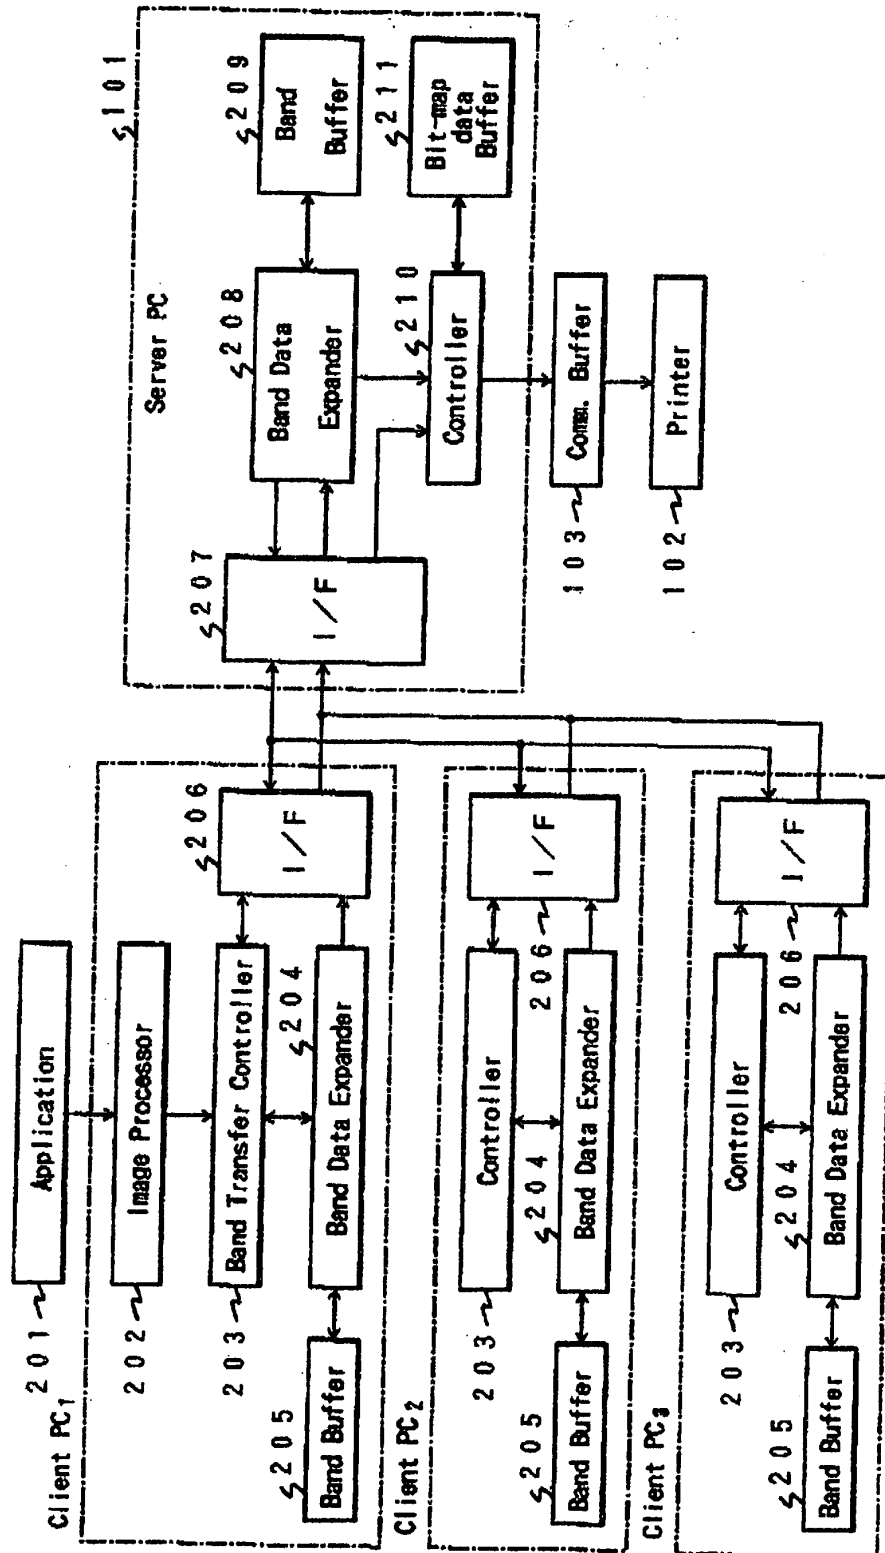 Client PC1
201
Application
202
Image Processor
203
Band Transfer Controller
204
Band Data Expander
205
Band Buffer
206
I/F
Client PC2
203
Controller
204
Band Data Expander
205
Band Buffer
206
I/F
Client PC3
203
Controller
204
Band Data Expander
205
Band Buffer
206
I/F
Server PC
101
207
I/F
208
Band Data
Expander
209
Band
Buffer
210
Controller
211
Bit-map
data
Buffer
103
Comm. Buffer
102
Printer